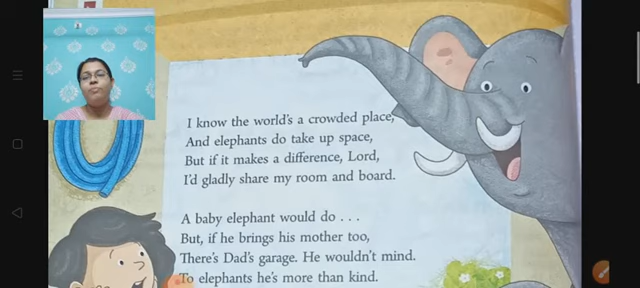 I know the world's a crowded place,
And elephants do take up space,
But if it makes a difference, Lord,
I'd gladly share my room and board.
A baby elephant would do . . .
But, if he brings his mother too,
There's Dad's garage. He wouldn't mind.
To elephants he's more than kind.